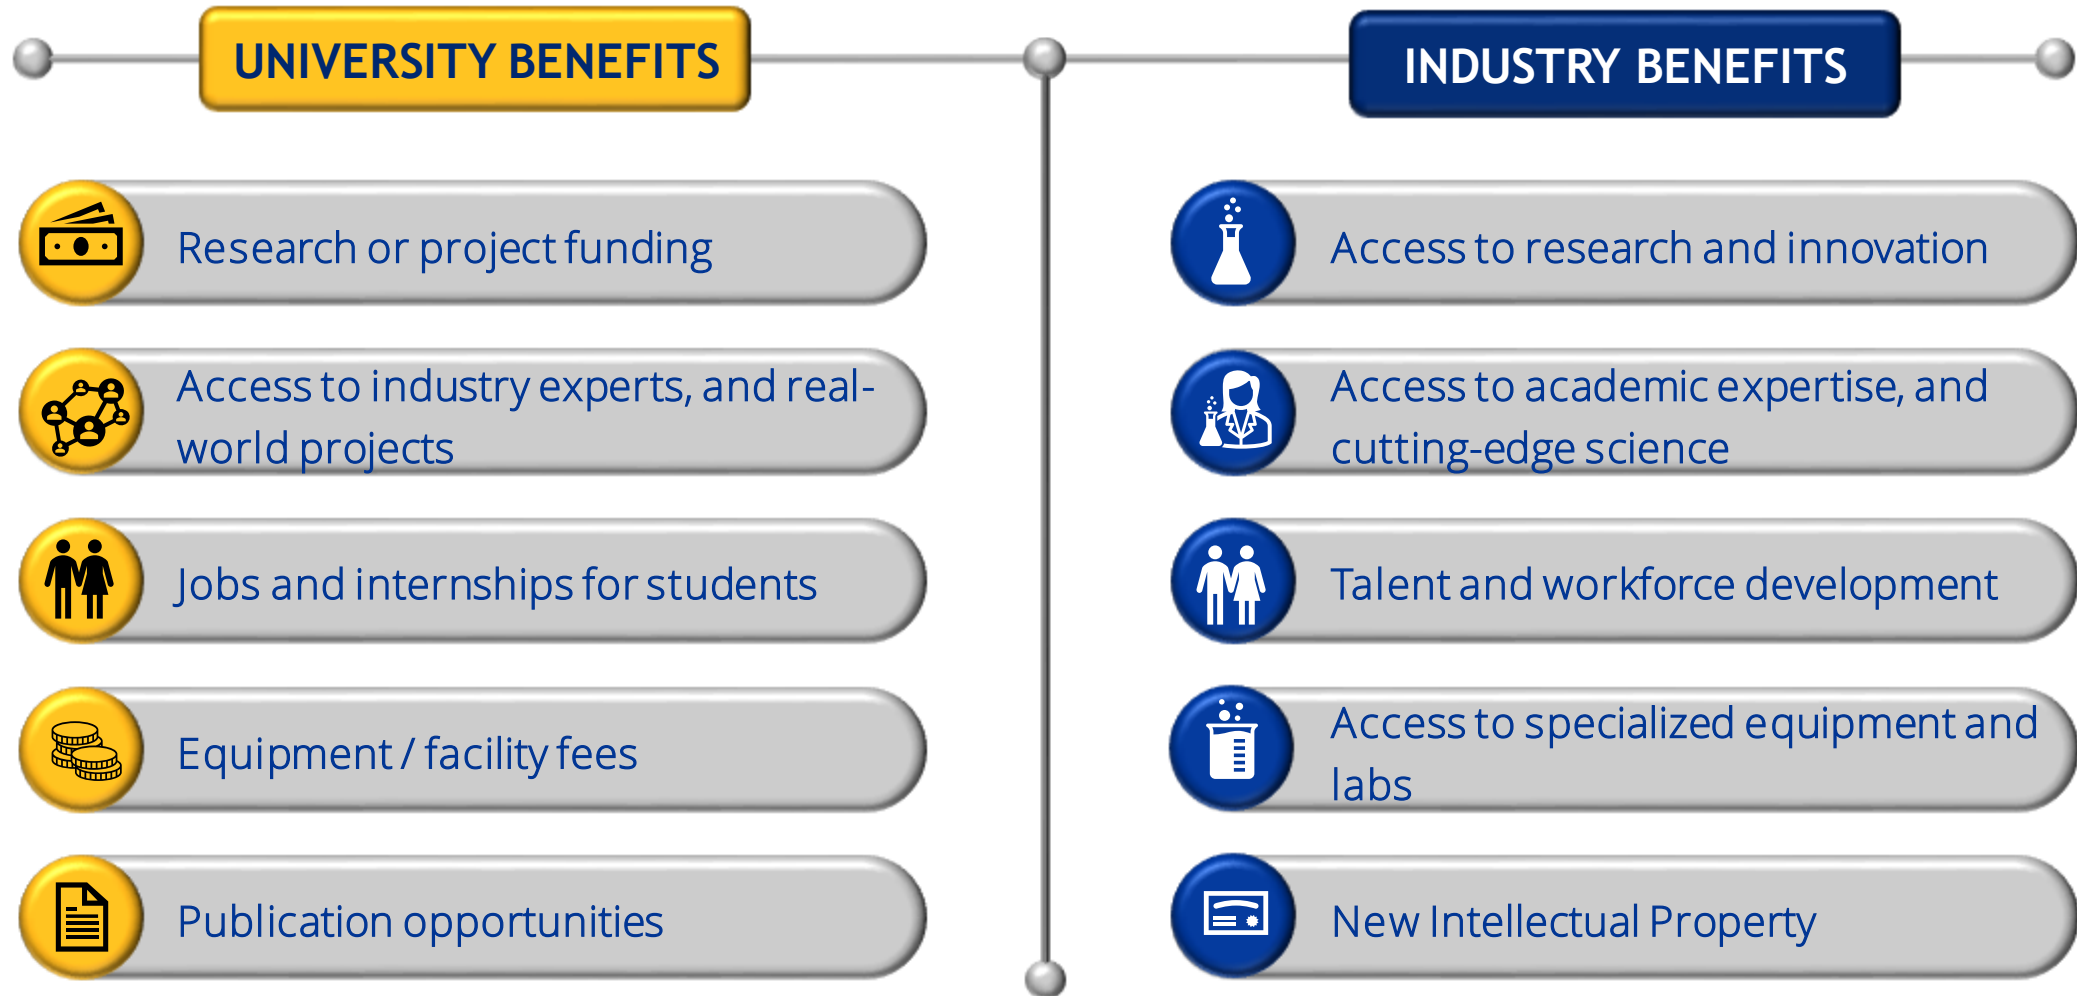 UNIVERSITY BENEFITS
Research or project funding
Access to industry experts, and real-
world projects
Jobs and internships for students
Equipment / facility fees
Publication opportunities
INDUSTRY BENEFITS
Access to research and innovation
Access to academic expertise, and
cutting-edge science
Talent and workforce development
Access to specialized equipment and
labs
New Intellectual Property